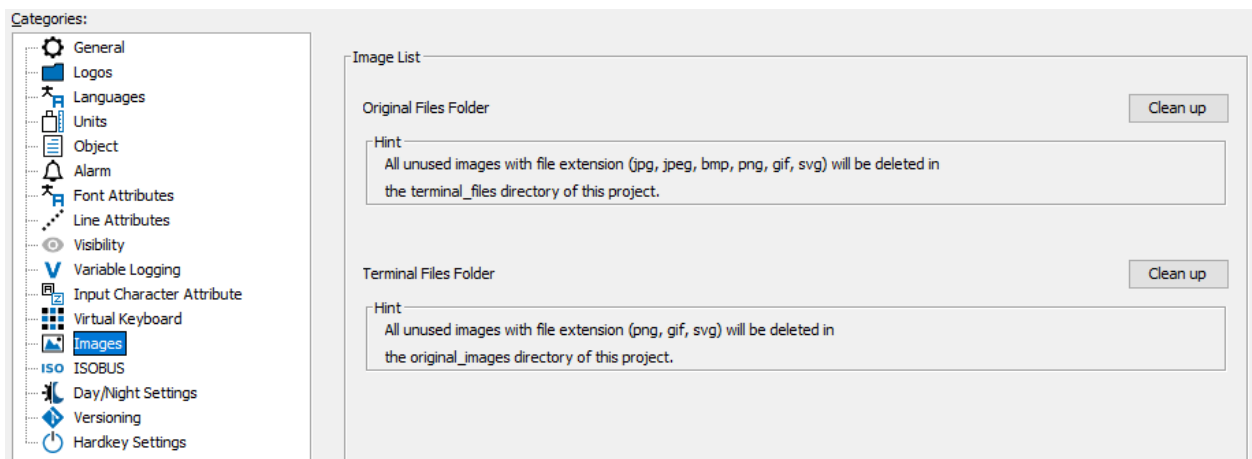 Categories:
General
Logos
Languages
Units
Object
Alarm
Font Attributes
Line Attributes
Visibility
Variable Logging
Input Character Attribute
Virtual Keyboard
Images
ISO ISOBUS
Day/Night Settings
Versioning
Hardkey Settings
Image List
Original Files Folder
Clean up
Hint
All unused images with file extension (jpg, jpeg, bmp, png, gif, svg) will be deleted in
the terminal_files directory of this project.
Terminal Files Folder
Clean up
Hint
All unused images with file extension (png, gif, svg) will be deleted in
the original_images directory of this project.